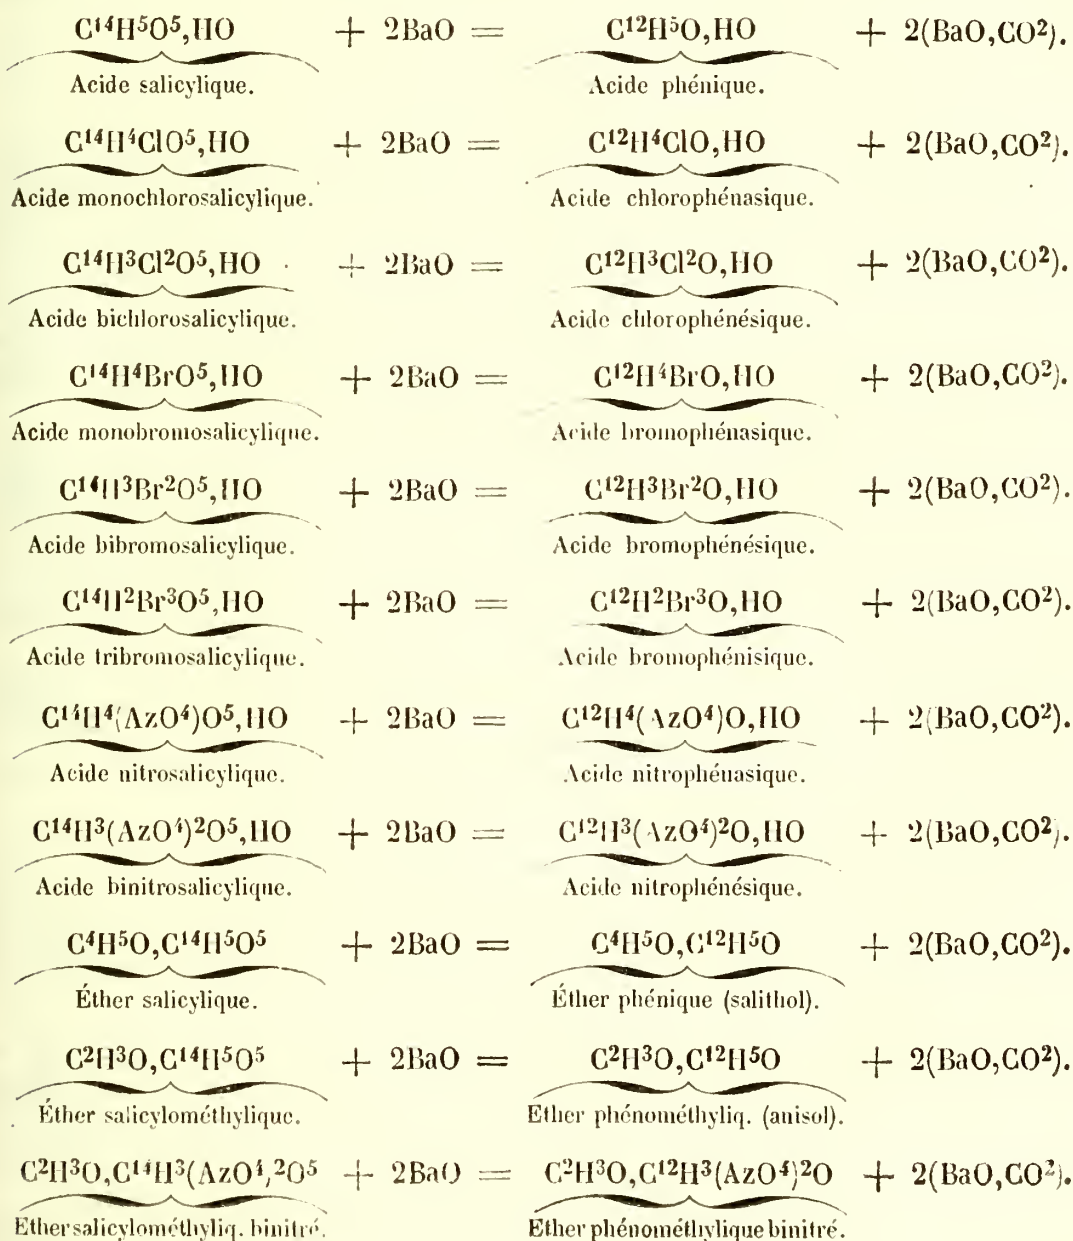 C¹⁴H⁵O⁵,HO + 2BaO = C¹²H⁵O,HO + 2(BaO,CO²).
Acide salicylique. Acide phénique.
C¹⁴H⁴ClO⁵,HO + 2BaO = C¹²H⁴ClO,HO + 2(BaO,CO²).
Acide monochlorosalicylique. Acide chlorophénasique.
C¹⁴H³Cl²O⁵,HO + 2BaO = C¹²H³Cl²O,HO + 2(BaO,CO²).
Acide bichlorosalicylique. Acide chlorophénésique.
C¹⁴H⁴BrO⁵,HO + 2BaO = C¹²H⁴BrO,HO + 2(BaO,CO²).
Acide monobromosalicylique. Acide bromophénasique.
C¹⁴H³Br²O⁵,HO + 2BaO = C¹²H³Br²O,HO + 2(BaO,CO²).
Acide bibromosalicylique. Acide bromophénésique.
C¹⁴H²Br³O⁵,HO + 2BaO = C¹²H²Br³O,HO + 2(BaO,CO²).
Acide tribromosalicylique. Acide bromophénisique.
C¹⁴H⁴(AzO⁴)O⁵,HO + 2BaO = C¹²H⁴(AzO⁴)O,HO + 2(BaO,CO²).
Acide nitrosalicylique. Acide nitrophénasique.
C¹⁴H³(AzO⁴)²O⁵,HO + 2BaO = C¹²H³(AzO⁴)²O,HO + 2(BaO,CO²).
Acide binitrosalicylique. Acide nitrophénésique.
C⁴H⁵O,C¹⁴H⁵O⁵ + 2BaO = C⁴H⁵O,C¹²H⁵O + 2(BaO,CO²).
Éther salicylique. Éther phénique (salithol).
C²H³O,C¹⁴H⁵O⁵ + 2BaO = C²H³O,C¹²H⁵O + 2(BaO,CO²).
Éther salicylométhylique. Ether phénométhyliq. (anisol).
C²H³O,C¹⁴H³(AzO⁴)²O⁵ + 2BaO = C²H³O,C¹²H³(AzO⁴)²O + 2(BaO,CO²).
Ether salicylométhyliq. binitré. Ether phénométhylique binitré.